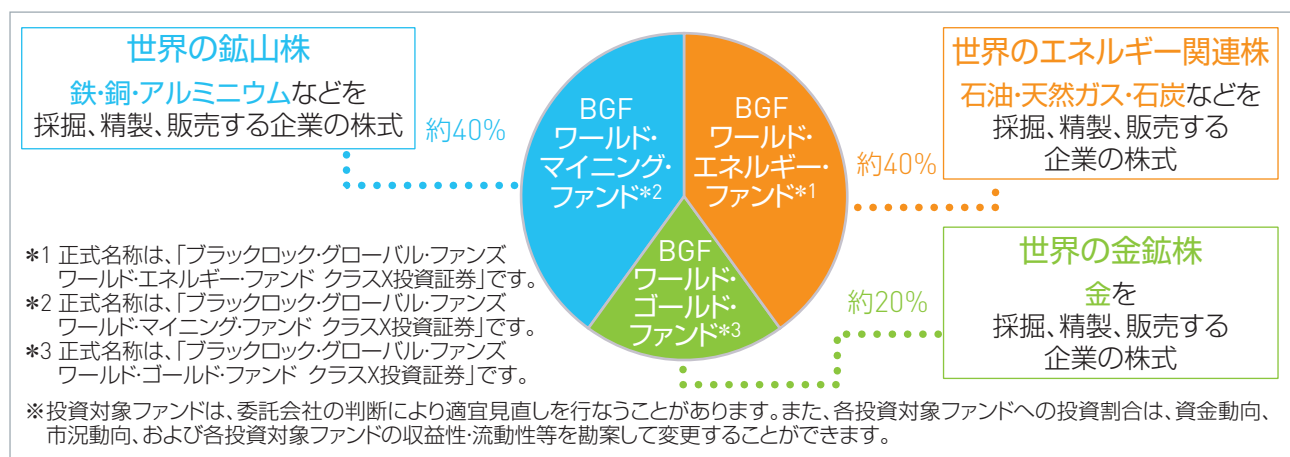 世界の鉱山株
鉄・銅・アルミニウムなどを
採掘、精製、販売する企業の株式
約40%
BGF
ワールド・
マイニング・
ファンド*2
BGF
ワールド・
エネルギー・
ファンド*1
約40%
世界のエネルギー関連株
石油・天然ガス・石炭などを
採掘、精製、販売する
企業の株式
BGF
ワールド・
ゴールド・
ファンド*3
約20%
世界の金鉱株
金を
採掘、精製、販売する
企業の株式
*1 正式名称は、「ブラックロック・グローバル・ファンズ
ワールド・エネルギー・ファンド クラスX投資証券」です。
*2 正式名称は、「ブラックロック・グローバル・ファンズ
ワールド・マイニング・ファンド クラスX投資証券」です。
*3 正式名称は、「ブラックロック・グローバル・ファンズ
ワールド・ゴールド・ファンド クラスX投資証券」です。
※投資対象ファンドは、委託会社の判断により適宜見直しを行なうことがあります。また、各投資対象ファンドへの投資割合は、資金動向、
市況動向、および各投資対象ファンドの収益性・流動性等を勘案して変更することができます。